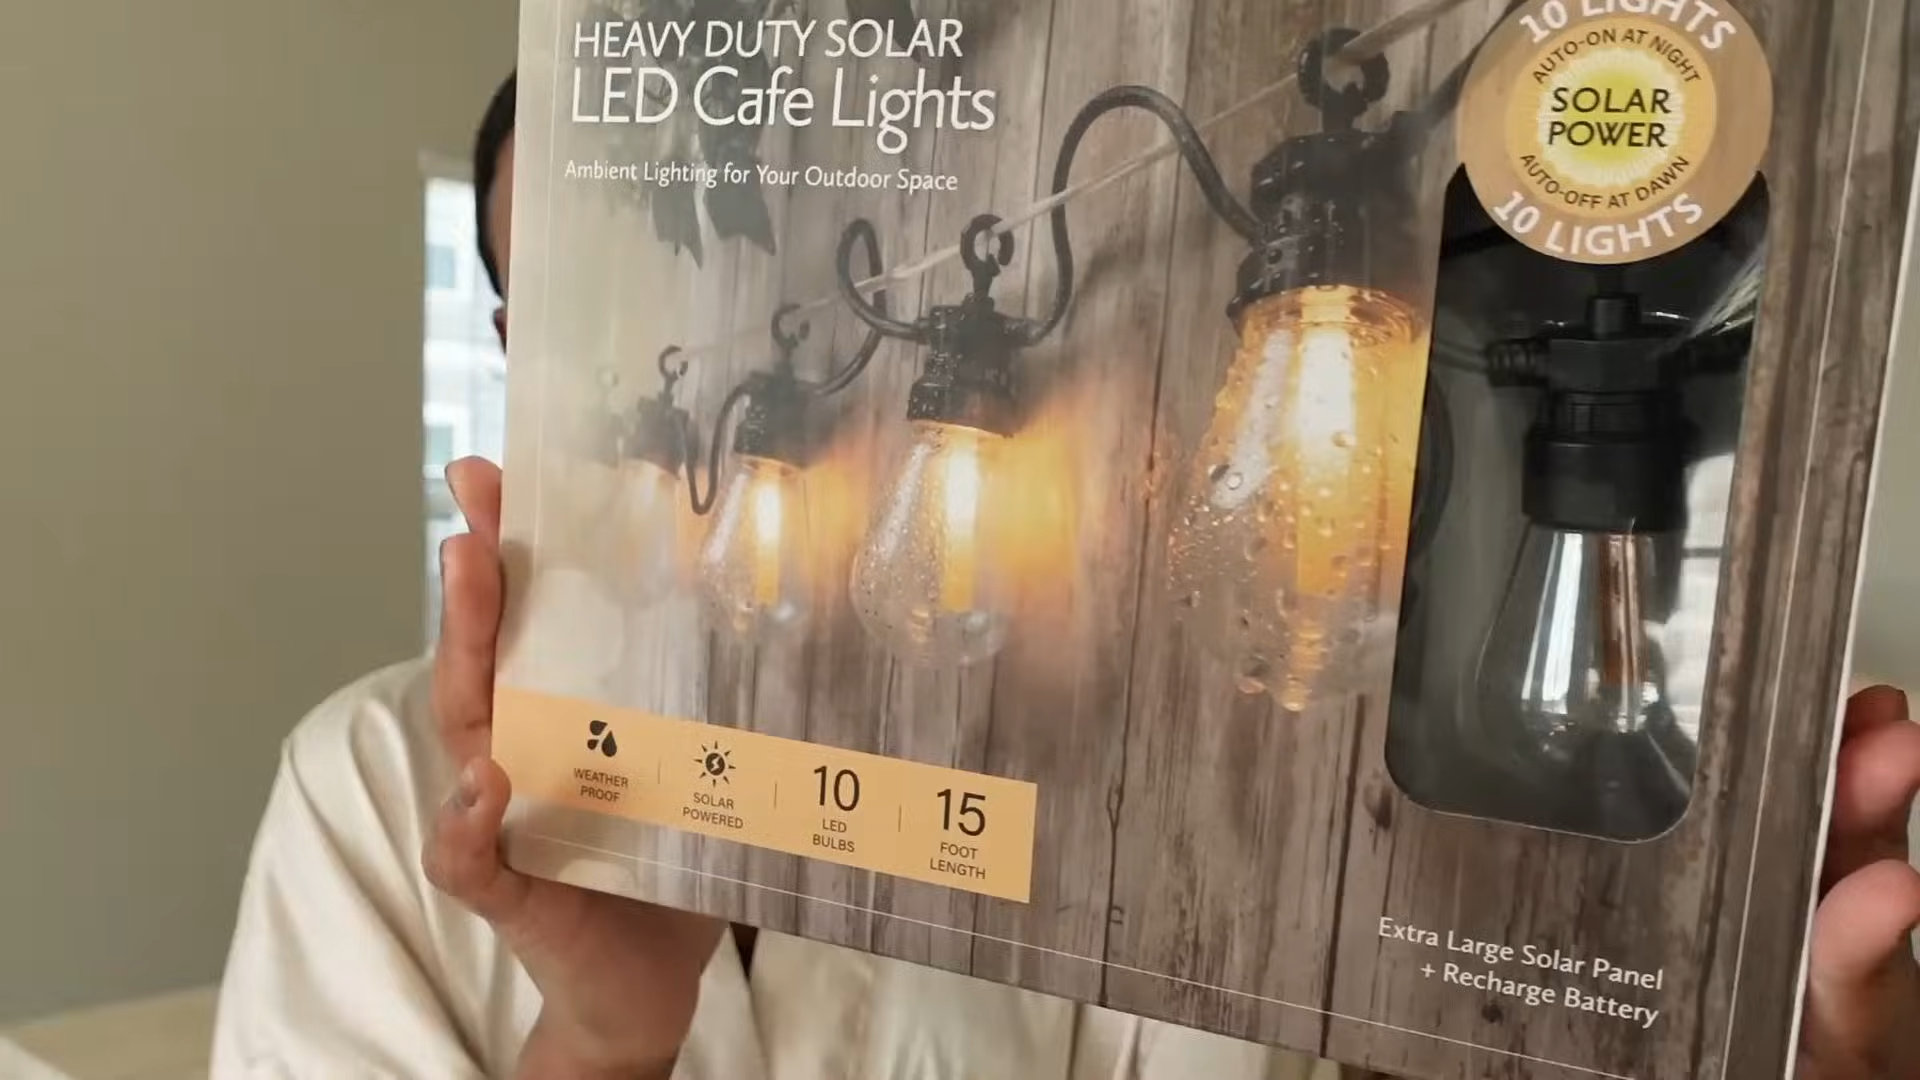 HEAVY DUTY SOLAR
LED Cafe Lights
Ambient Lighting for Your Outdoor Space
10 LIGHTS
AUTO-ON AT NIGHT
SOLAR
POWER
AUTO-OFF AT DAWN
10 LIGHTS
WEATHER
PROOF
SOLAR
POWERED
10
LED
BULBS
15
FOOT
LENGTH
Extra Large Solar Panel
+ Recharge Battery